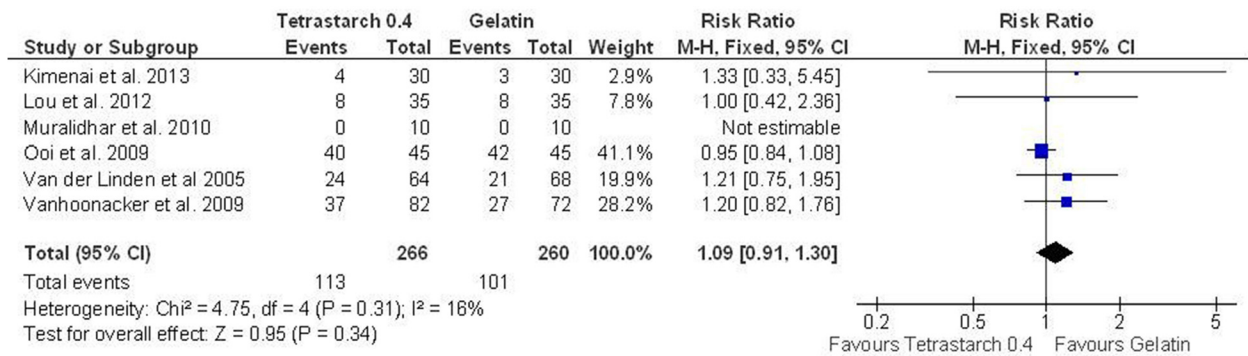 Tetrastarch 0.4 Gelatin Risk Ratio Risk Ratio
Study or Subgroup Events Total Events Total Weight M-H, Fixed, 95% CI M-H, Fixed, 95% CI
Kimenai et al. 2013 4 30 3 30 2.9% 1.33 [0.33, 5.45]
Lou et al. 2012 8 35 8 35 7.8% 1.00 [0.42, 2.36]
Muralidhar et al. 2010 0 10 0 10 Not estimable
Ooi et al. 2009 40 45 42 45 41.1% 0.95 [0.84, 1.08]
Van der Linden et al 2005 24 64 21 68 19.9% 1.21 [0.75, 1.95]
Vanhoonacker et al. 2009 37 82 27 72 28.2% 1.20 [0.82, 1.76]
Total (95% CI) 266 260 100.0% 1.09 [0.91, 1.30]
Total events 113 101
Heterogeneity: Chi² = 4.75, df = 4 (P = 0.31); I² = 16%
Test for overall effect: Z = 0.95 (P = 0.34)
0.2 0.5 1 2 5
Favours Tetrastarch 0.4 Favours Gelatin